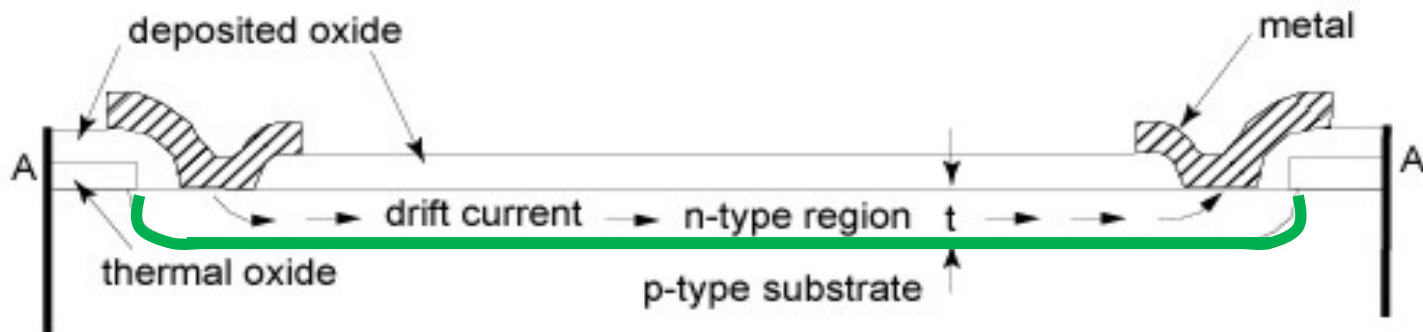 deposited oxide
metal
A
A
drift current
n-type region
t
thermal oxide
p-type substrate